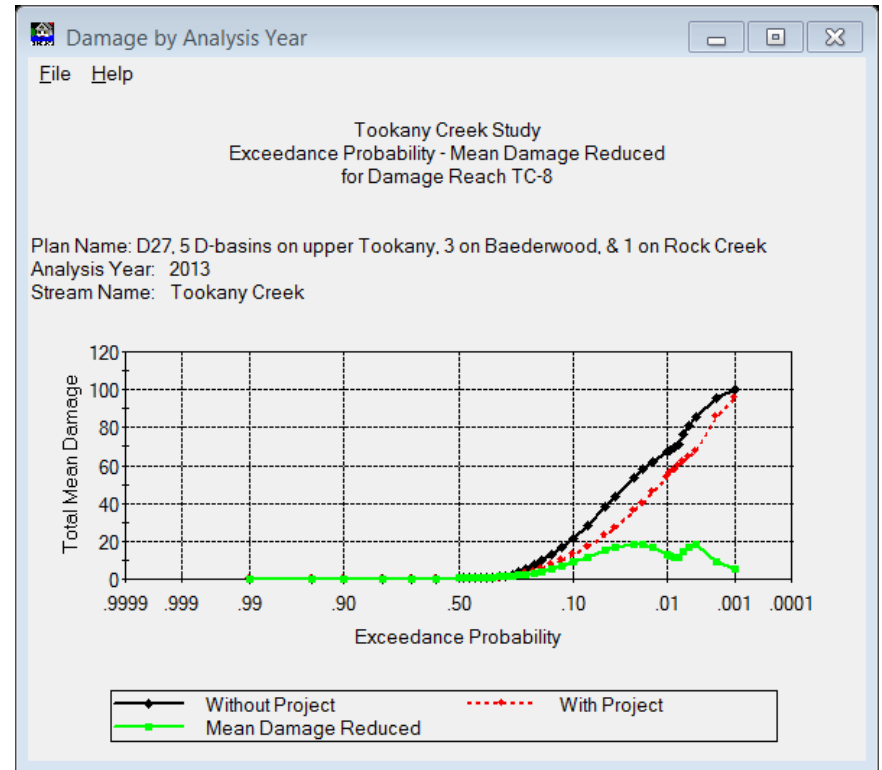 Damage by Analysis Year
File Help
Tookany Creek Study
Exceedance Probability - Mean Damage Reduced
for Damage Reach TC-8
Plan Name: D27, 5 D-basins on upper Tookany, 3 on Baederwood, & 1 on Rock Creek
Analysis Year: 2013
Stream Name: Tookany Creek
120
100
80
60
40
20
0
Total Mean Damage
.9999 .999 .99 .90 .50 .10 .01 .001 .0001
Exceedance Probability
Without Project With Project
Mean Damage Reduced